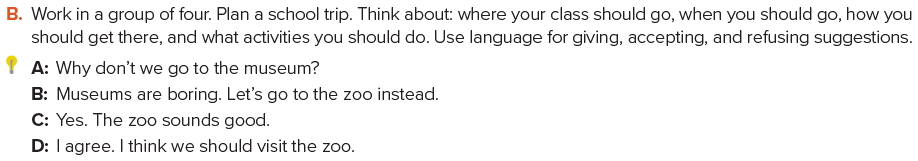 B. Work in a group of four. Plan a school trip. Think about: where your class should go, when you should go, how you
should get there, and what activities you should do. Use language for giving, accepting, and refusing suggestions.
A: Why don't we go to the museum?
B: Museums are boring. Let's go to the zoo instead.
C: Yes. The zoo sounds good.
D: I agree. I think we should visit the zoo.